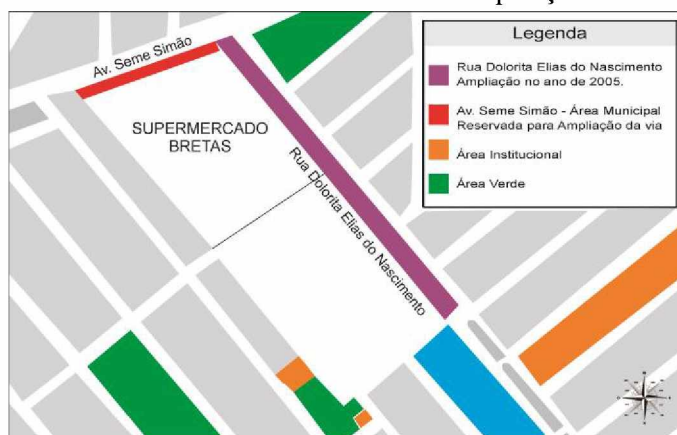 Av. Seme Simão
SUPERMERCADO
BRETAS
Rua Dolorita Elias do Nascimento
Legenda
Rua Dolorita Elias do Nascimento
Ampliação no ano de 2005.
Av. Seme Simão - Área Municipal
Reservada para Ampliação da via
Área Institucional
Área Verde